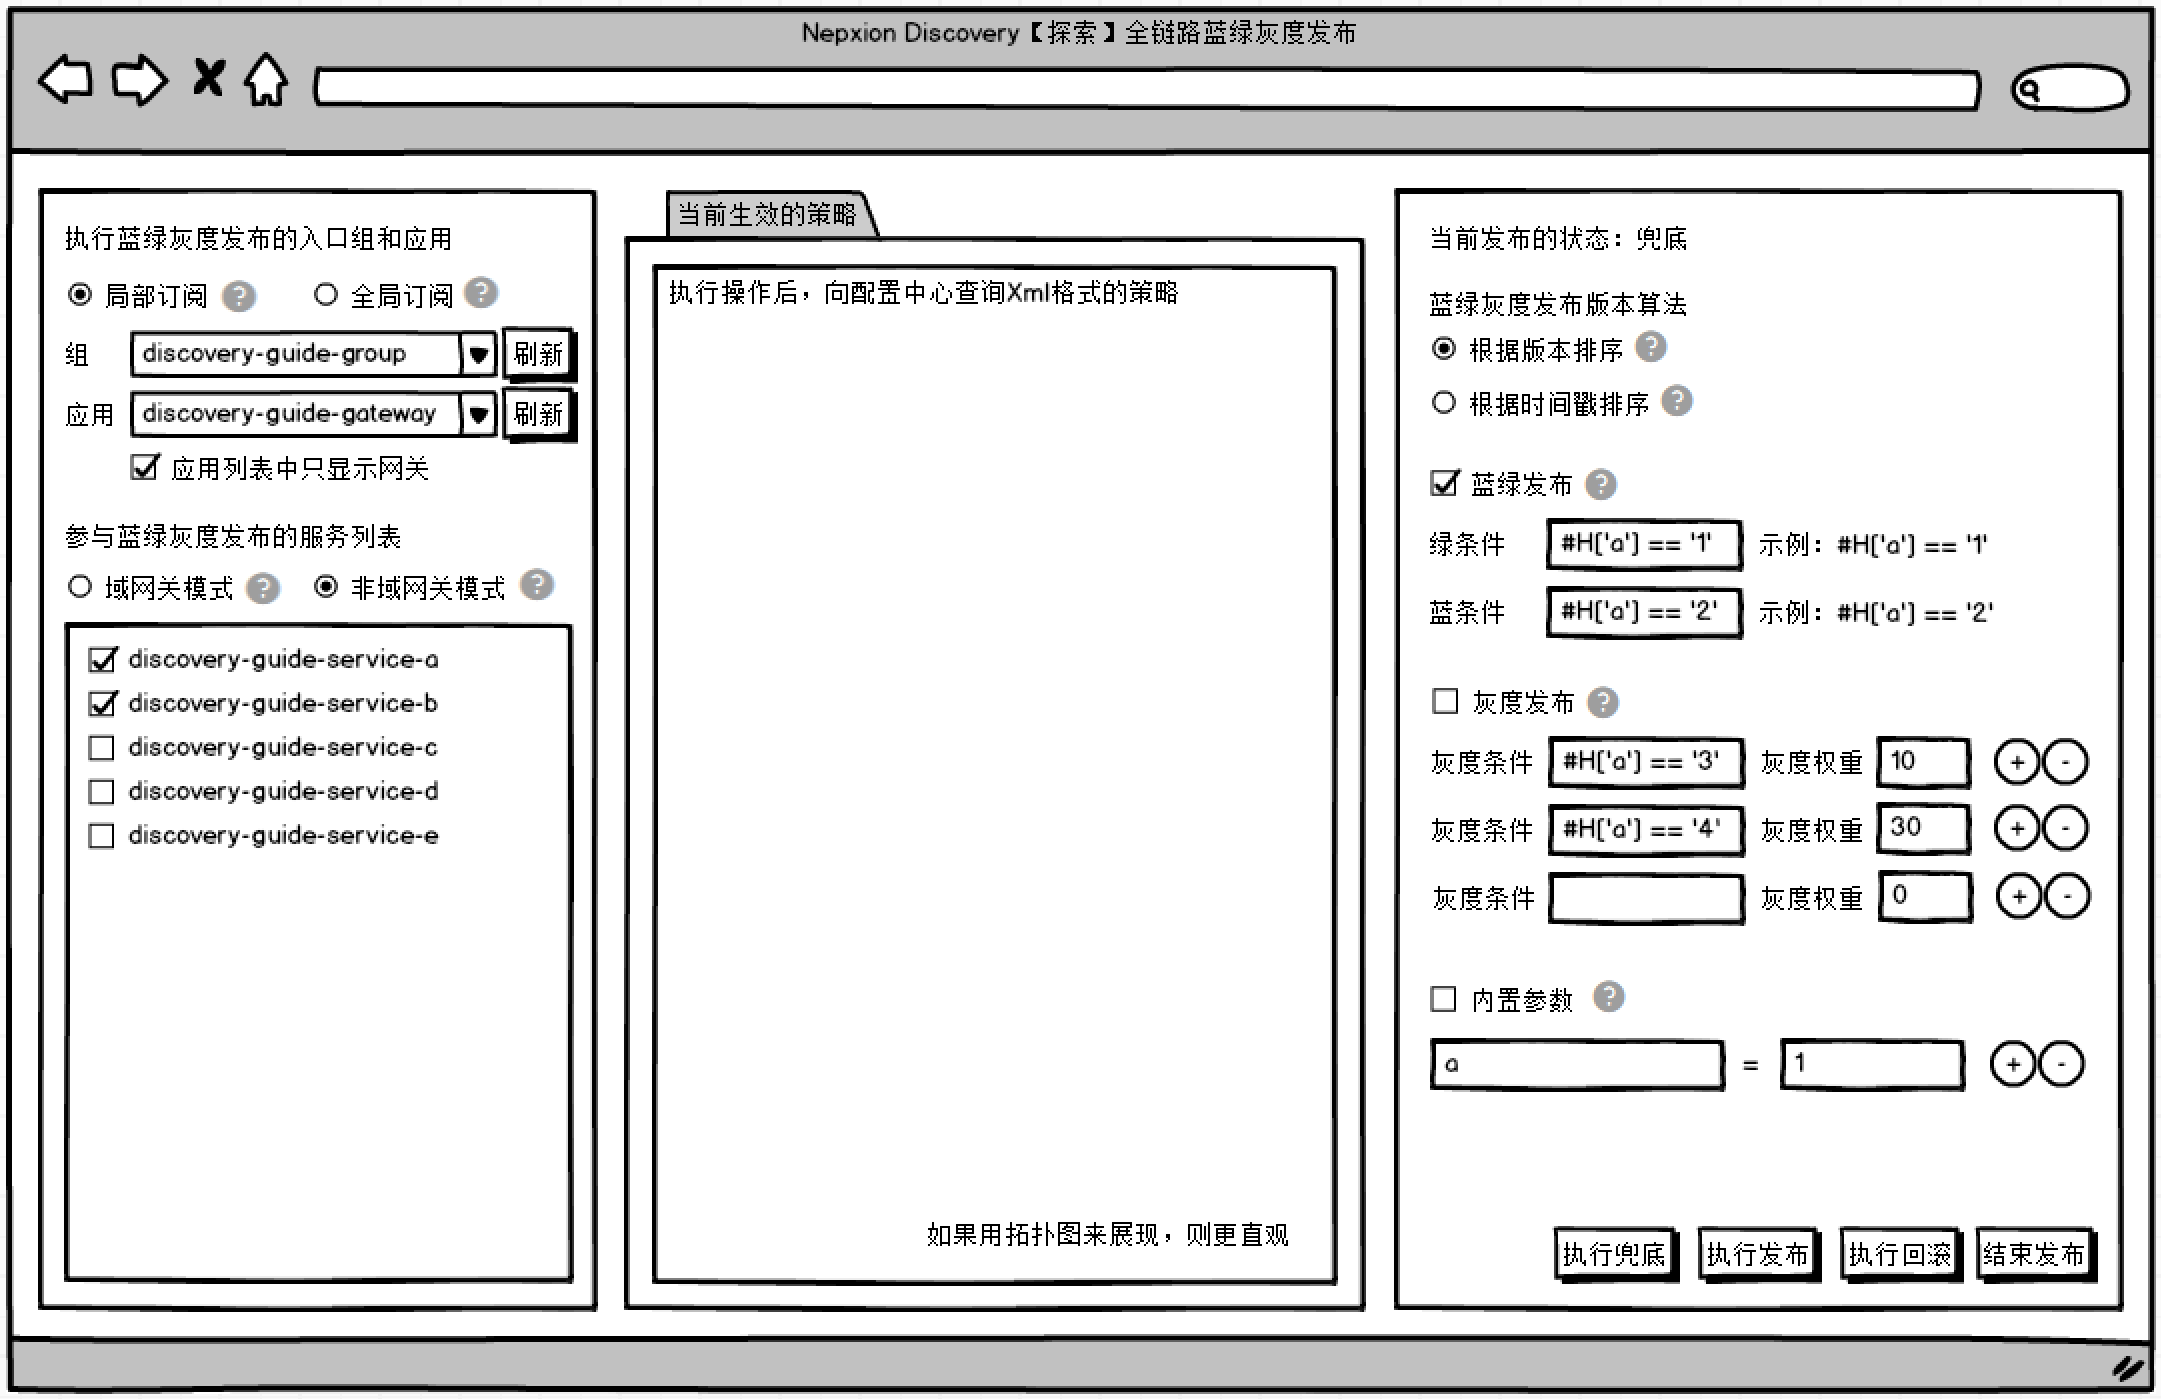 Nepxion Discovery【探索】全链路蓝绿灰度发布
执行蓝绿灰度发布的入口组和应用
局部订阅 ? 全局订阅 ?
组 discovery-guide-group 刷新
应用 discovery-guide-gateway 刷新
应用列表中只显示网关
参与蓝绿灰度发布的服务列表
域网关模式 ? 非域网关模式 ?
discovery-guide-service-a
discovery-guide-service-b
discovery-guide-service-c
discovery-guide-service-d
discovery-guide-service-e
当前生效的策略
执行操作后，向配置中心查询Xml格式的策略
如果用拓扑图来展现，则更直观
当前发布的状态：兜底
蓝绿灰度发布版本算法
根据版本排序 ?
根据时间戳排序 ?
蓝绿发布 ?
绿条件 #H['a'] == '1' 示例：#H['a'] == '1'
蓝条件 #H['a'] == '2' 示例：#H['a'] == '2'
灰度发布 ?
灰度条件 #H['a'] == '3' 灰度权重 10 + -
灰度条件 #H['a'] == '4' 灰度权重 30 + -
灰度条件 灰度权重 0 + -
内置参数 ?
a = 1 + -
执行兜底 执行发布 执行回滚 结束发布